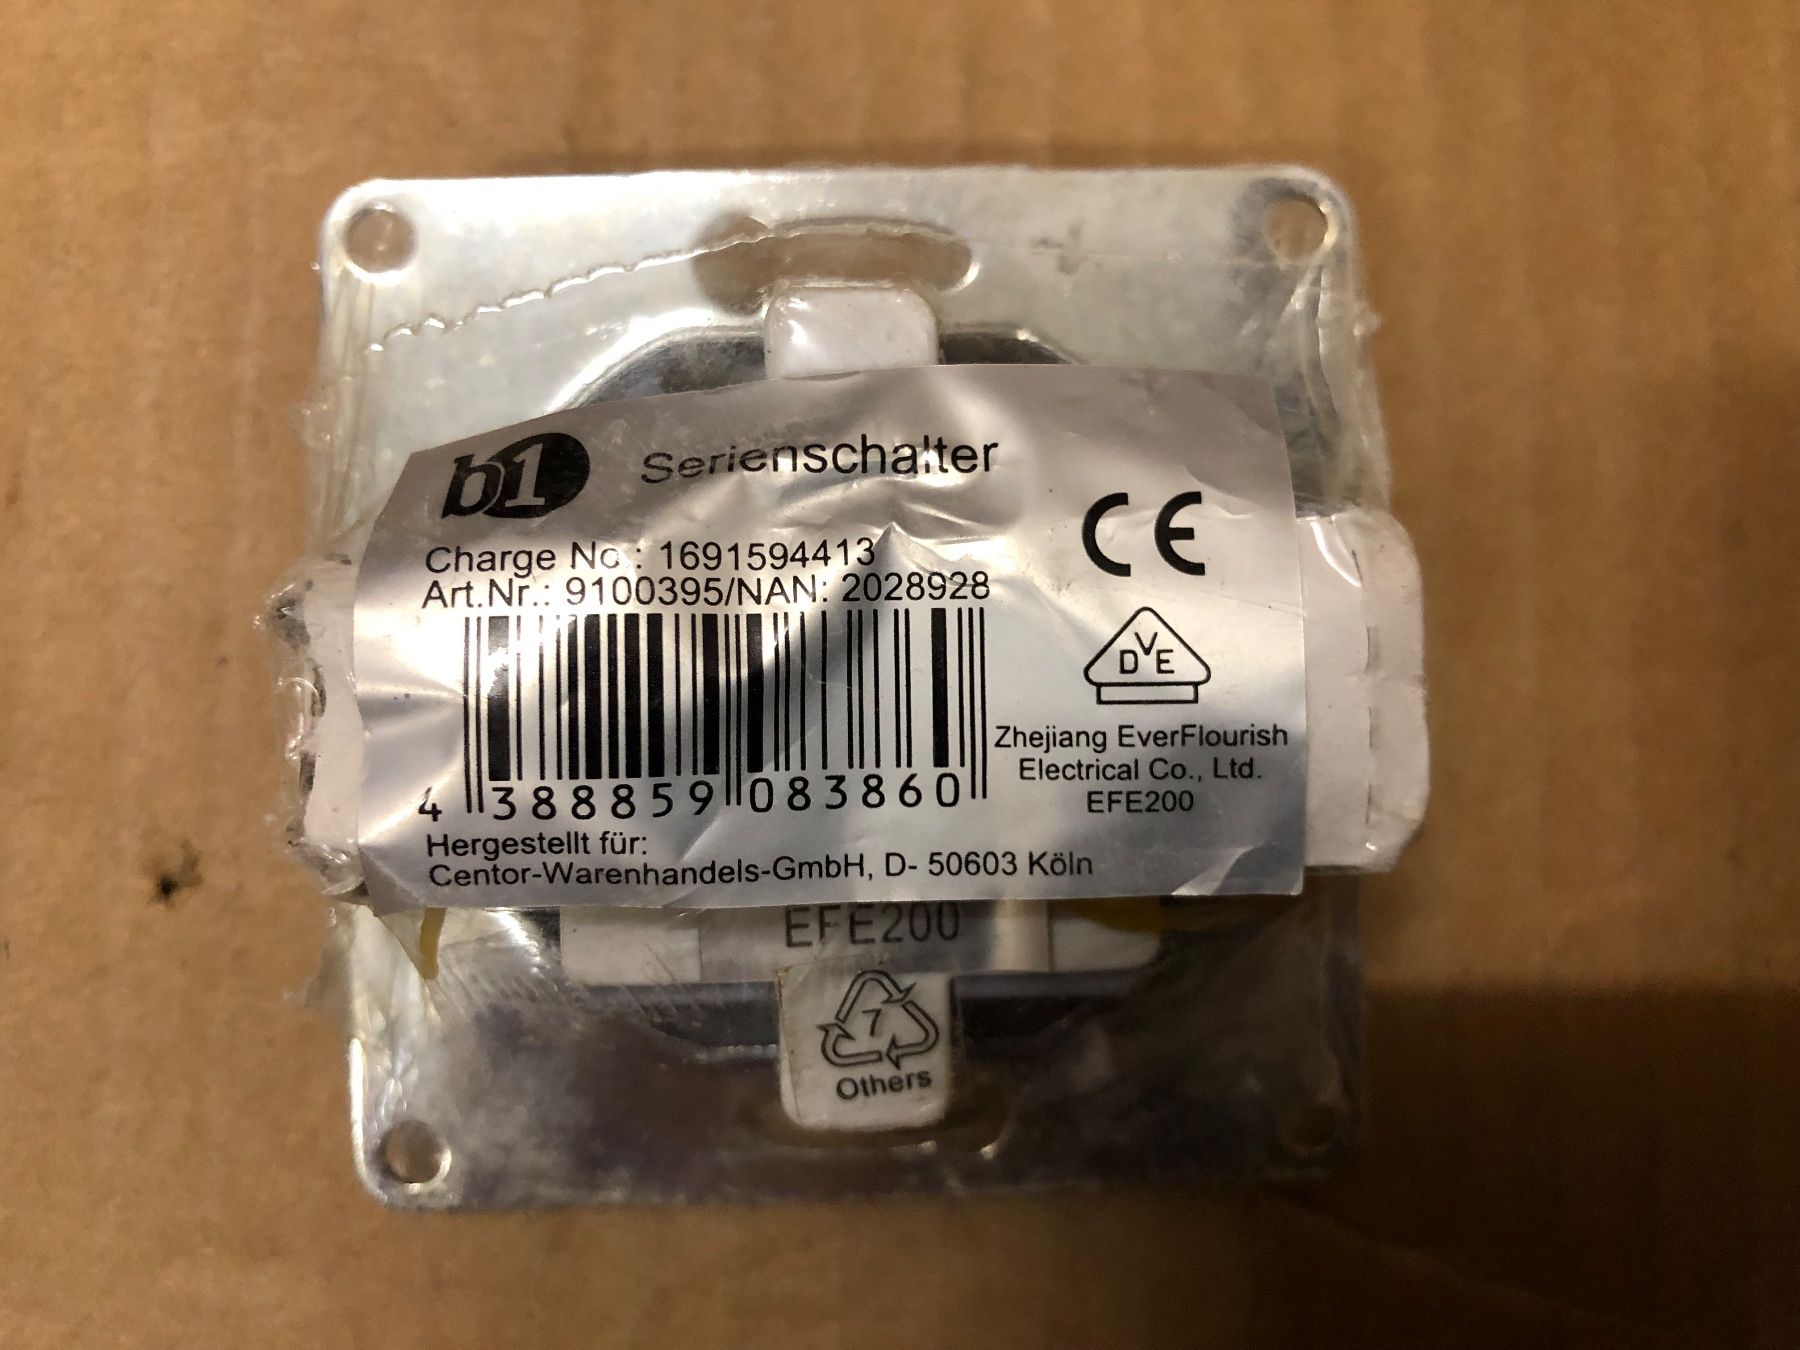 b1 Serienschalter
CE
Charge No.: 1691594413
Art.Nr.: 9100395/NAN: 2028928
DVE
4 388859 083860
Zhejiang EverFlourish
Electrical Co., Ltd.
EFE200
Hergestellt für:
Centor-Warenhandels-GmbH, D- 50603 Köln
EFE200
7
Others